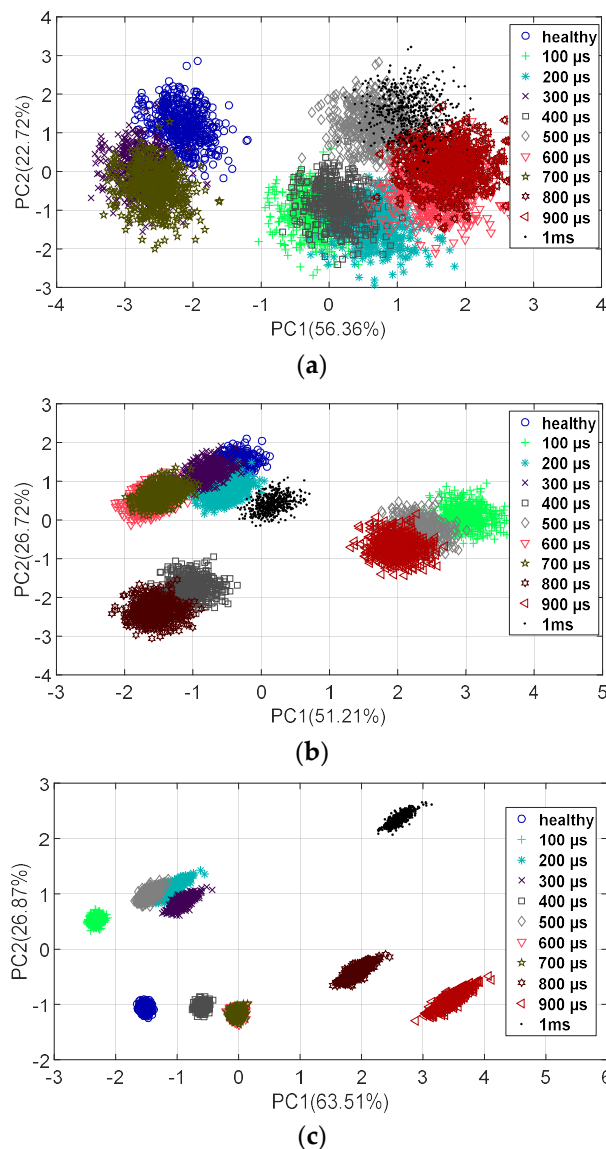 4
3
2
1
0
-1
-2
-3
PC2(22.72%)
-4 -3 -2 -1 0 1 2 3 4
PC1(56.36%)
healthy
100 µs
200 µs
300 µs
400 µs
500 µs
600 µs
700 µs
800 µs
900 µs
1ms
(a)
3
2
1
0
-1
-2
-3
-4
PC2(26.72%)
-3 -2 -1 0 1 2 3 4 5
PC1(51.21%)
healthy
100 µs
200 µs
300 µs
400 µs
500 µs
600 µs
700 µs
800 µs
900 µs
1ms
(b)
3
2
1
0
-1
-2
PC2(26.87%)
-3 -2 -1 0 1 2 3 4 5 6
PC1(63.51%)
healthy
100 µs
200 µs
300 µs
400 µs
500 µs
600 µs
700 µs
800 µs
900 µs
1ms
(c)